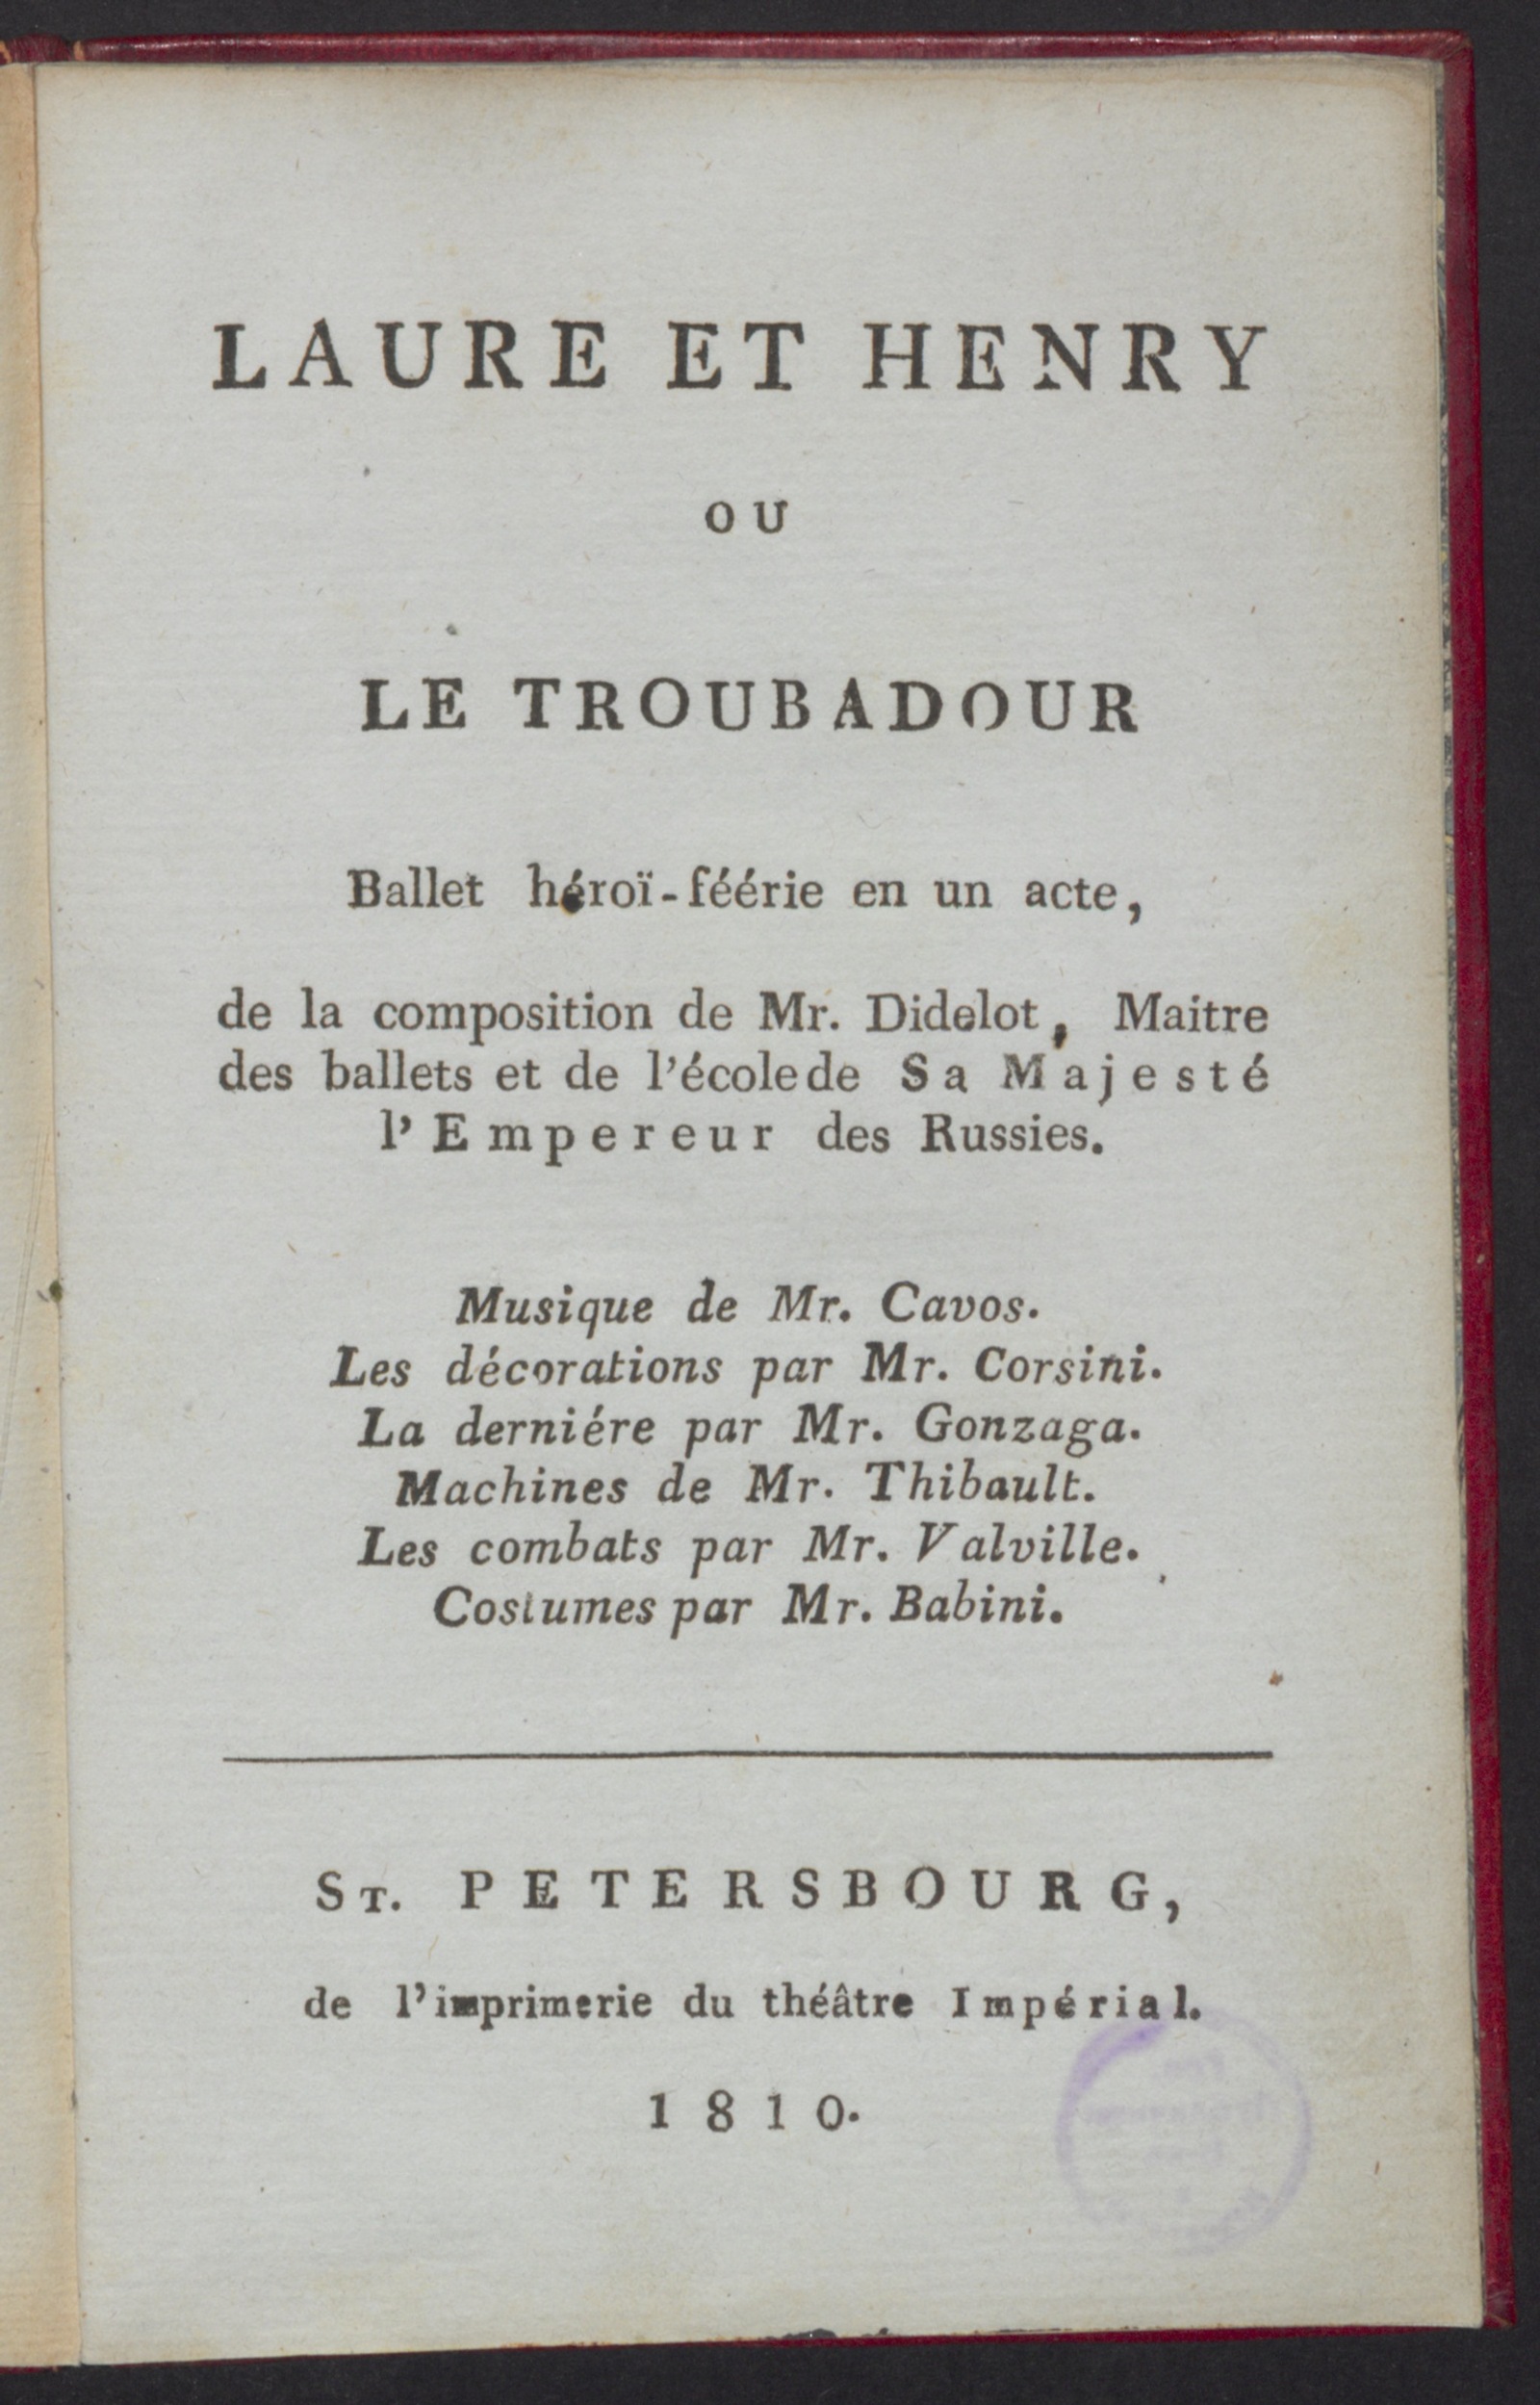 LAURE ET HENRY
OU
LE TROUBADOUR
Ballet héroï-féérie en un acte,
de la composition de Mr. Didelot, Maitre
des ballets et de l'école de Sa Majesté
l'Empereur des Russies.
Musique de Mr. Cavos.
Les décorations par Mr. Corsini.
La derniére par Mr. Gonzaga.
Machines de Mr. Thibault.
Les combats par Mr. Valville.
Costumes par Mr. Babini.
ST. PETERSBOURG,
de l'imprimerie du théâtre Impérial.
1810.